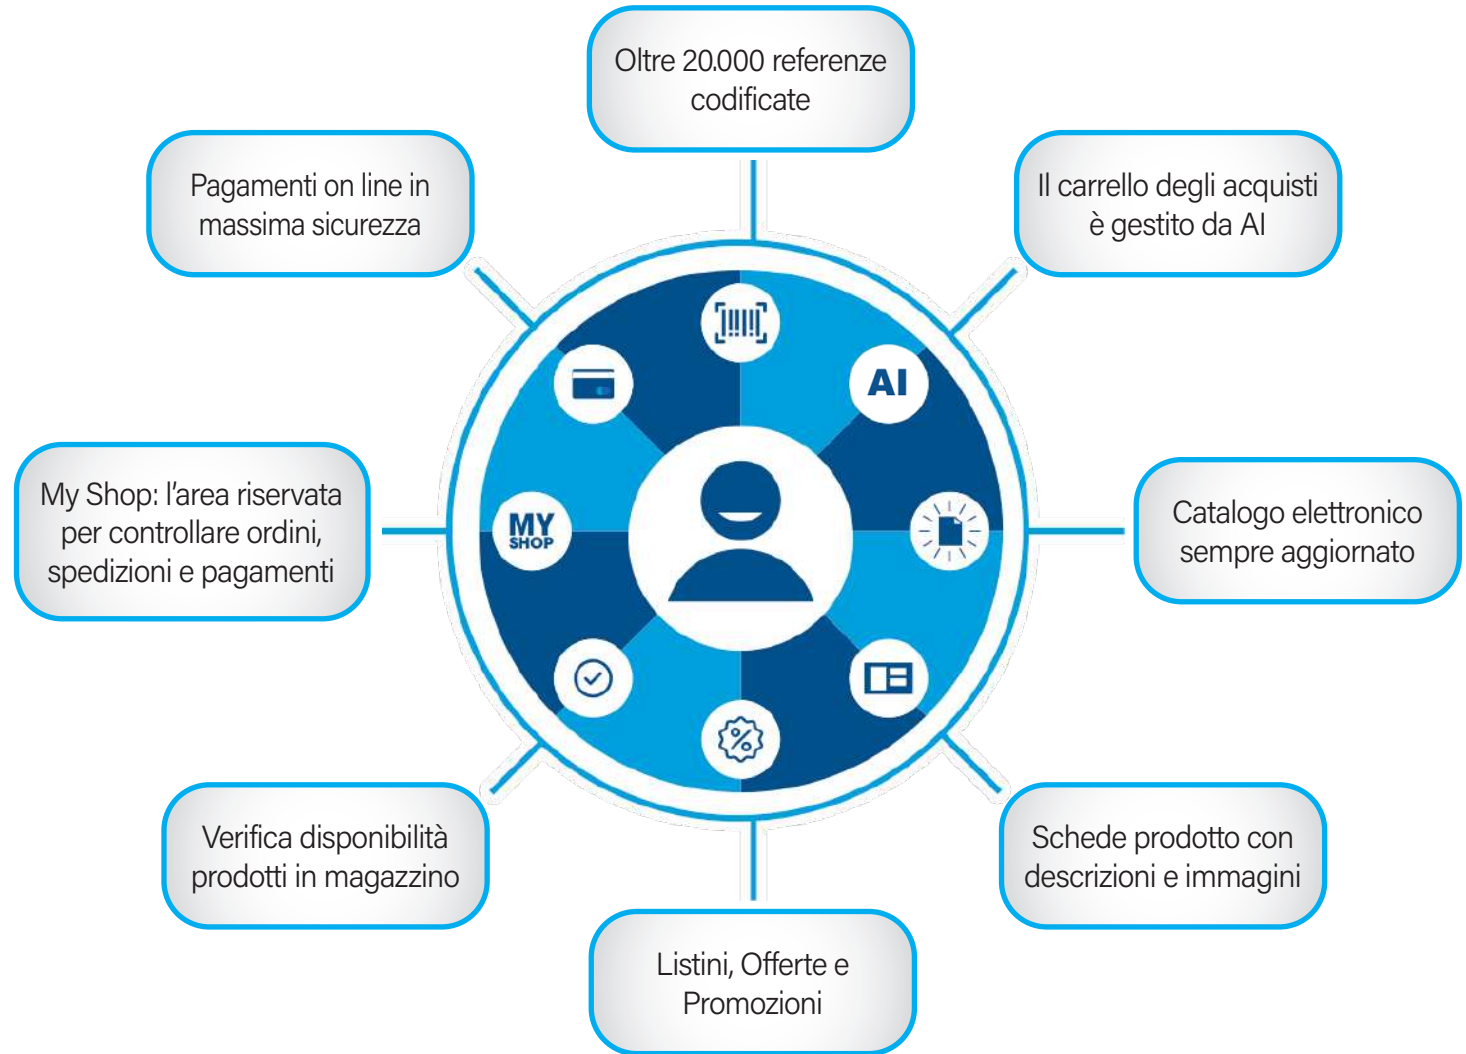 Oltre 20.000 referenze
codificate
Pagamenti on line in
massima sicurezza
Il carrello degli acquisti
è gestito da AI
AI
My Shop: l'area riservata
per controllare ordini,
spedizioni e pagamenti
MY
SHOP
Catalogo elettronico
sempre aggiornato
Verifica disponibilità
prodotti in magazzino
Schede prodotto con
descrizioni e immagini
Listini, Offerte e
Promozioni